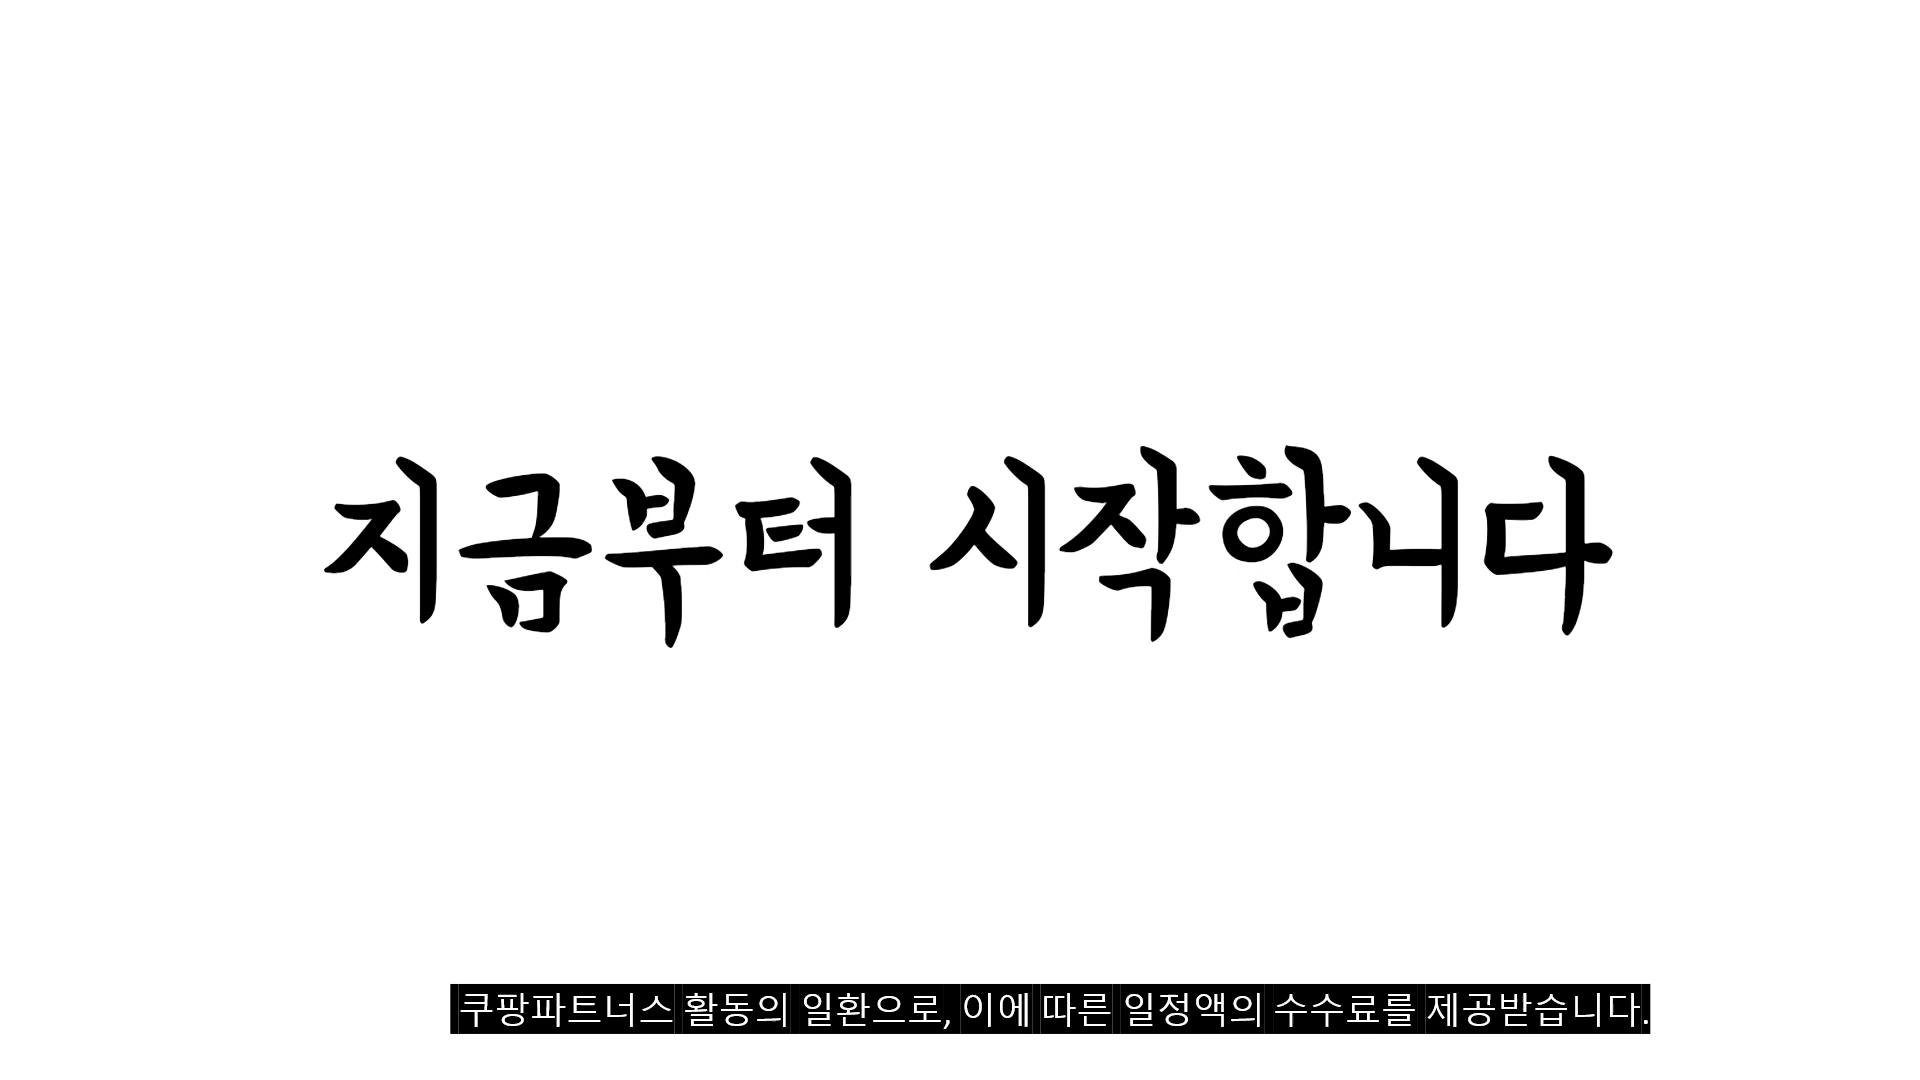 지금부터 시작합니다
쿠팡파트너스 활동의 일환으로, 이에 따른 일정액의 수수료를 제공받습니다.